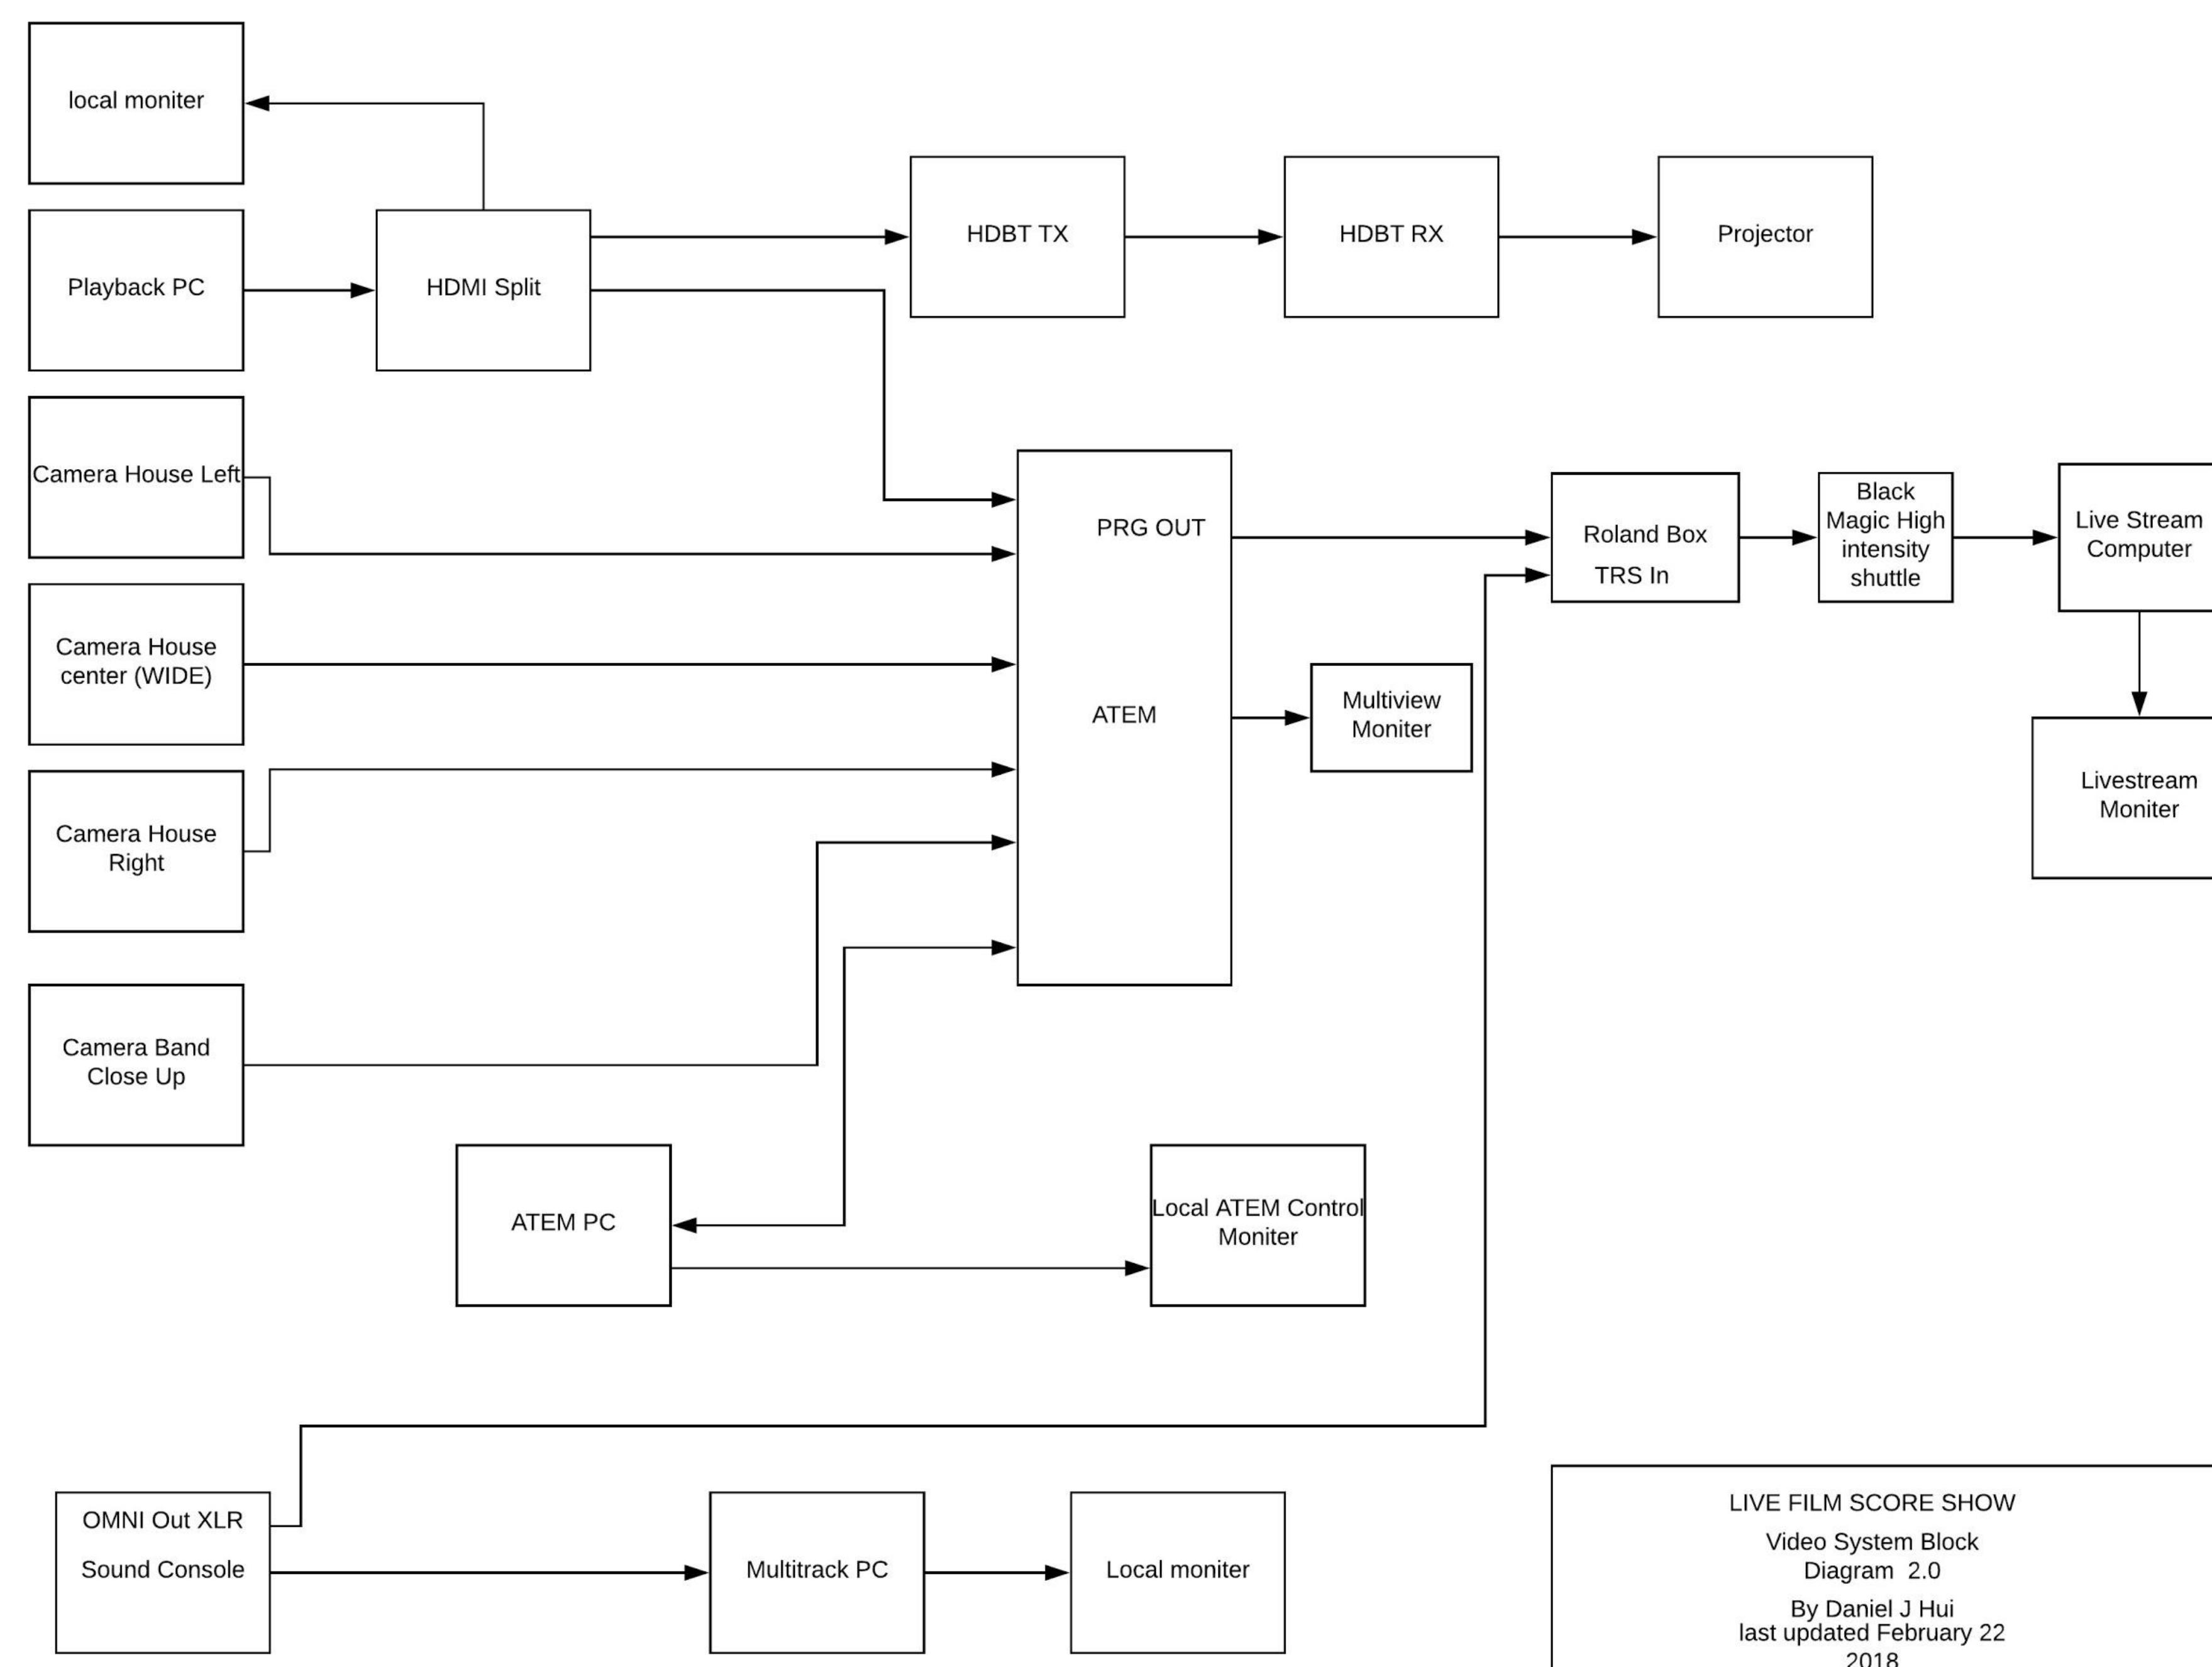 local moniter
HDBT TX
HDBT RX
Projector
Playback PC
HDMI Split
Camera House Left
PRG OUT
Roland Box
TRS In
Black
Magic High
intensity
shuttle
Live Stream
Computer
Camera House
center (WIDE)
ATEM
Multiview
Moniter
Livestream
Moniter
Camera House
Right
Camera Band
Close Up
ATEM PC
Local ATEM Control
Moniter
OMNI Out XLR
Sound Console
Multitrack PC
Local moniter
LIVE FILM SCORE SHOW
Video System Block
Diagram 2.0
By Daniel J Hui
last updated February 22
2018